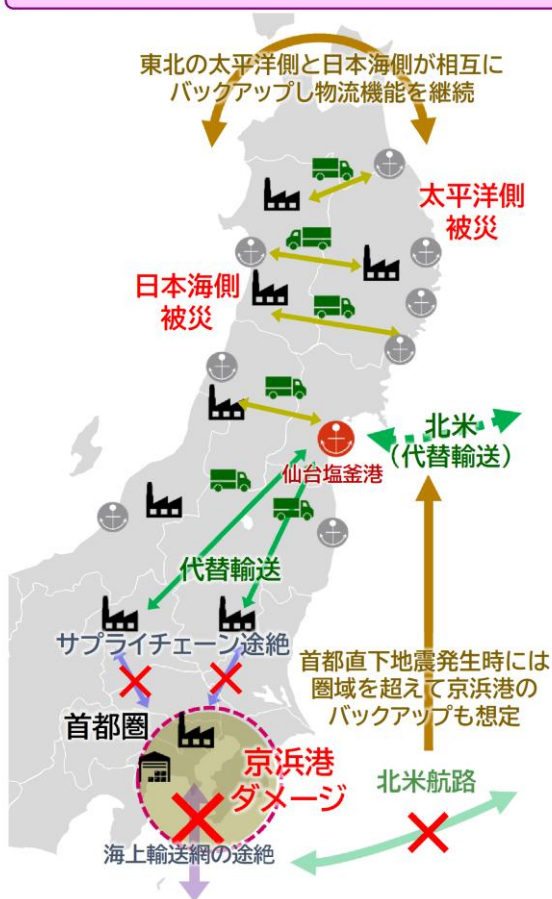 東北の太平洋側と日本海側が相互に
バックアップし物流機能を継続
太平洋側
被災
日本海側
被災
北米
（代替輸送）
仙台塩釜港
代替輸送
サプライチェーン途絶
首都直下地震発生時には
圏域を超えて京浜港の
バックアップも想定
首都圏
京浜港
ダメージ
北米航路
海上輸送網の途絶